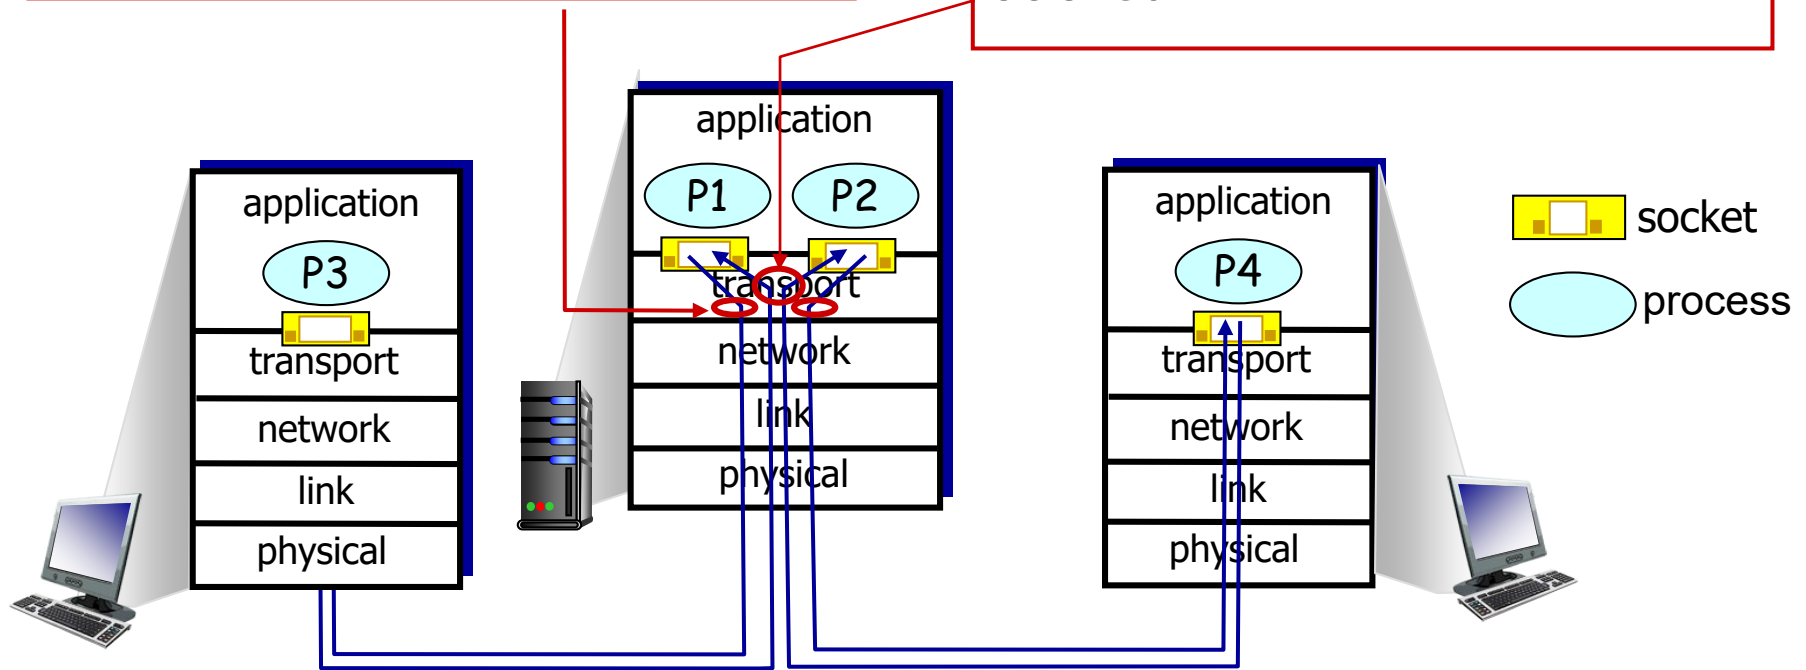 application
P1
P2
transport
network
link
physical
application
P3
transport
network
link
physical
application
P4
transport
network
link
physical
socket
process